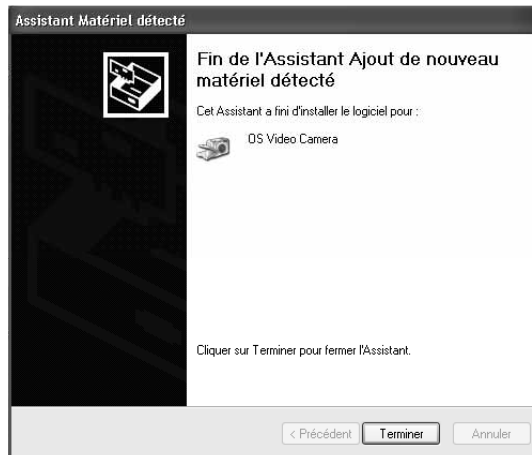 Assistant Matériel détecté
Fin de l'Assistant Ajout de nouveau
matériel détecté
Cet Assistant a fini d'installer le logiciel pour :
OS Video Camera
Cliquer sur Terminer pour fermer l'Assistant.
< Précédent
Terminer
Annuler